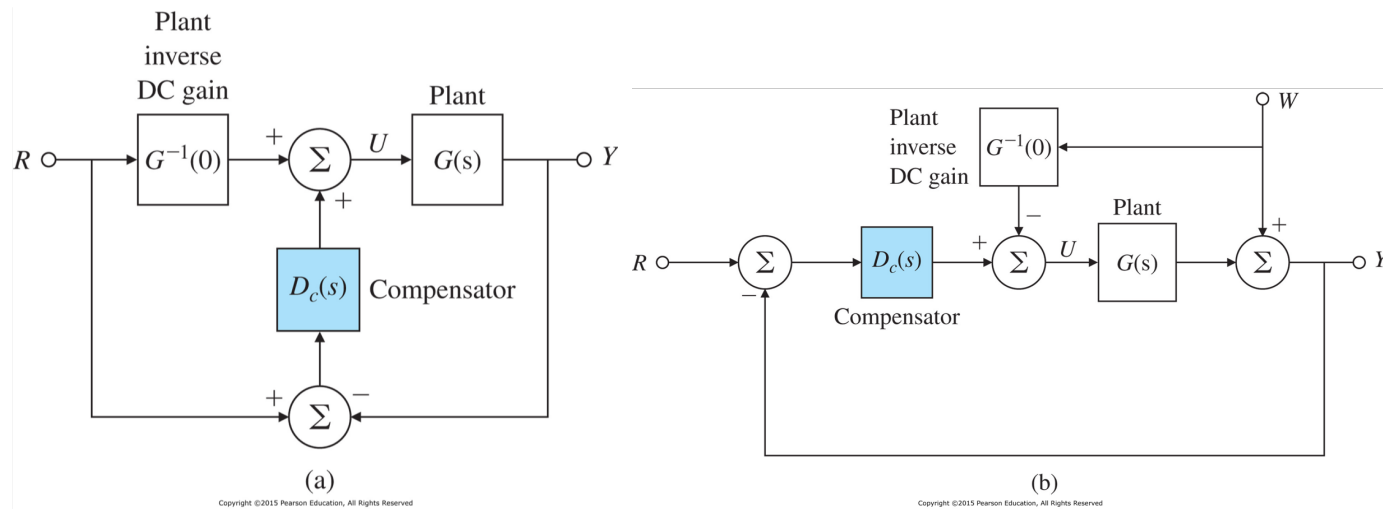 Plant
inverse
DC gain
R
G⁻¹(0)
+
Σ
U
Plant
G(s)
Y
+
D_c(s)
Compensator
+
Σ
−
(a)
Copyright ©2015 Pearson Education, All Rights Reserved
W
Plant
inverse
DC gain
G⁻¹(0)
−
Plant
+
R
Σ
−
D_c(s)
Compensator
+
Σ
U
G(s)
Σ
Y
(b)
Copyright ©2015 Pearson Education, All Rights Reserved